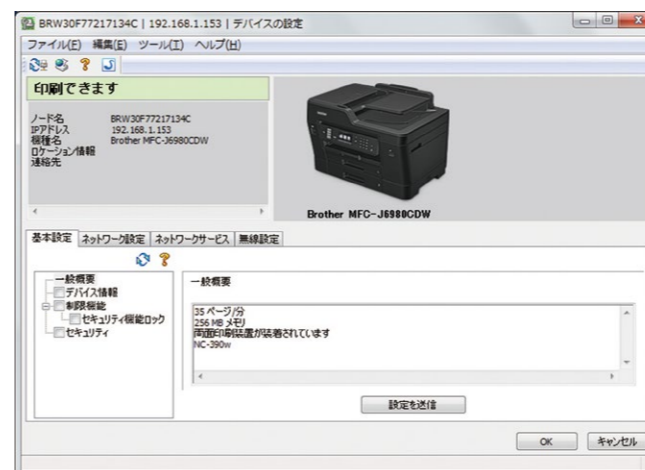 BRW30F77217134C | 192.168.1.153 | デバイスの設定
ファイル(F) 編集(E) ツール(T) ヘルプ(H)
印刷できます
ノード名 BRW30F77217134C
IPアドレス 192.168.1.153
機種名 Brother MFC-J6980CDW
ロケーション情報
連絡先
Brother MFC-J6980CDW
基本設定 ネットワーク設定 ネットワークサービス 無線設定
一般概要
デバイス情報
制限機能
セキュリティ機能ロック
セキュリティ
一般概要
35 ページ/分
256 MB メモリ
両面印刷装置が装着されています
NC-390w
設定を送信
OK キャンセル